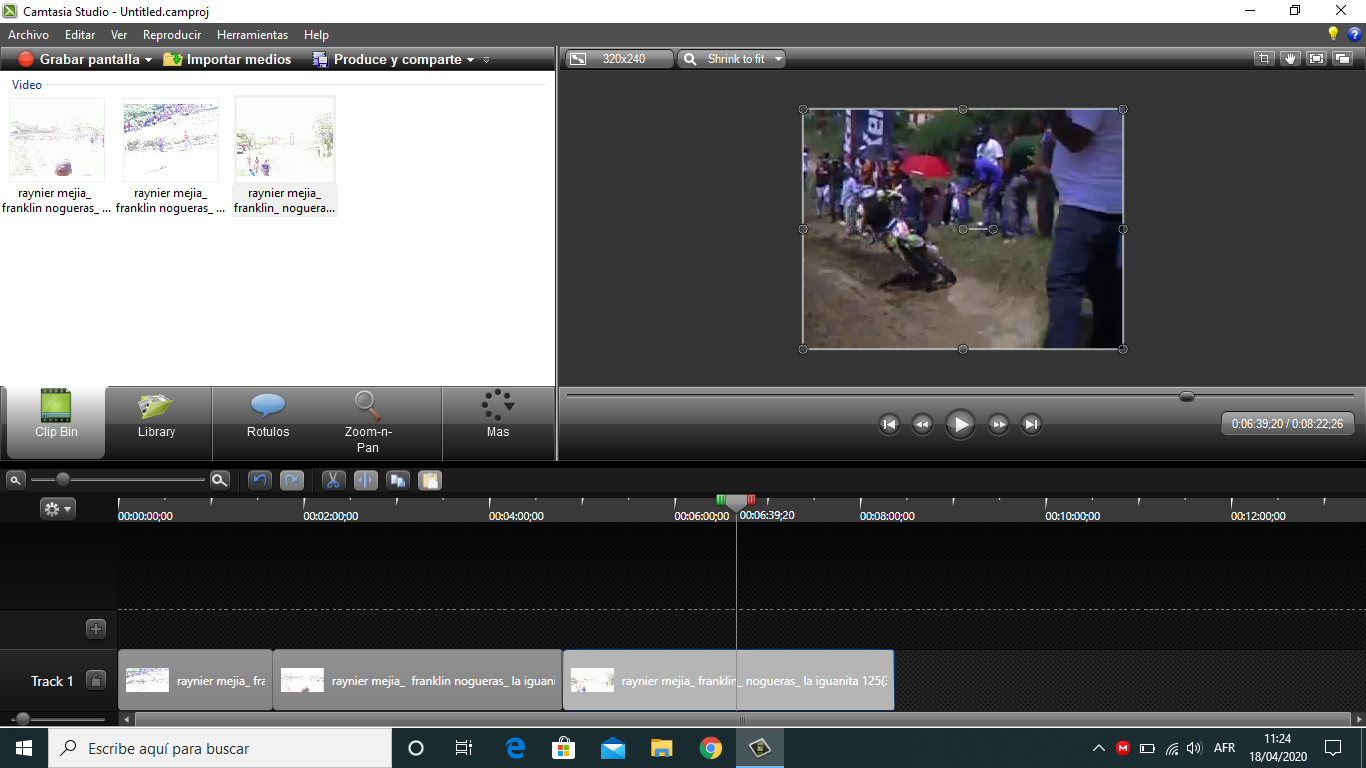 Camtasia Studio - Untitled.camproj
Archivo Editar Ver Reproducir Herramientas Help
Grabar pantalla Importar medios Produce y comparte
320x240 Shrink to fit
Video
raynier mejia_
franklin nogueras_ ...
raynier mejia_
franklin nogueras_ ...
raynier mejia_
franklin_ noguera...
Clip Bin
Library
Rotulos
Zoom-n-
Pan
Mas
0:06:39;20 / 0:08:22;26
00:00:00;00 00:02:00;00 00:04:00;00 00:06:00;00 00:06:39;20 00:08:00;00 00:10:00;00 00:12:00;00
Track 1
raynier mejia_ fra
raynier mejia_ franklin nogueras_ la iguani
raynier mejia_ franklin_ nogueras_ la iguanita 125(3
Escribe aquí para buscar
AFR
11:24
18/04/2020